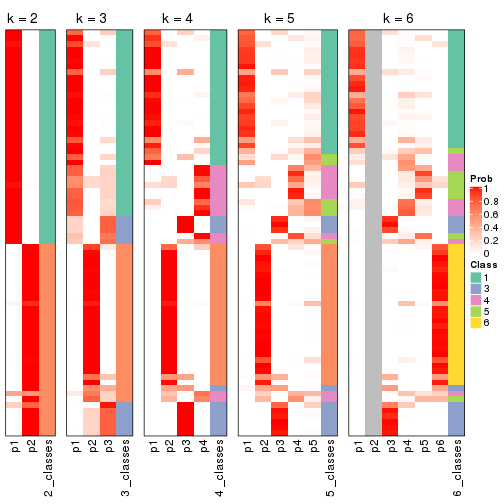 k = 2 k = 3 k = 4 k = 5 k = 6
Prob
1
0.8
0.6
0.4
0.2
0
Class
1
3
4
5
6
p1 p2 2_classes p1 p2 p3 3_classes p1 p2 p3 p4 4_classes p1 p2 p3 p4 p5 5_classes p1 p2 p3 p4 p5 p6 6_classes